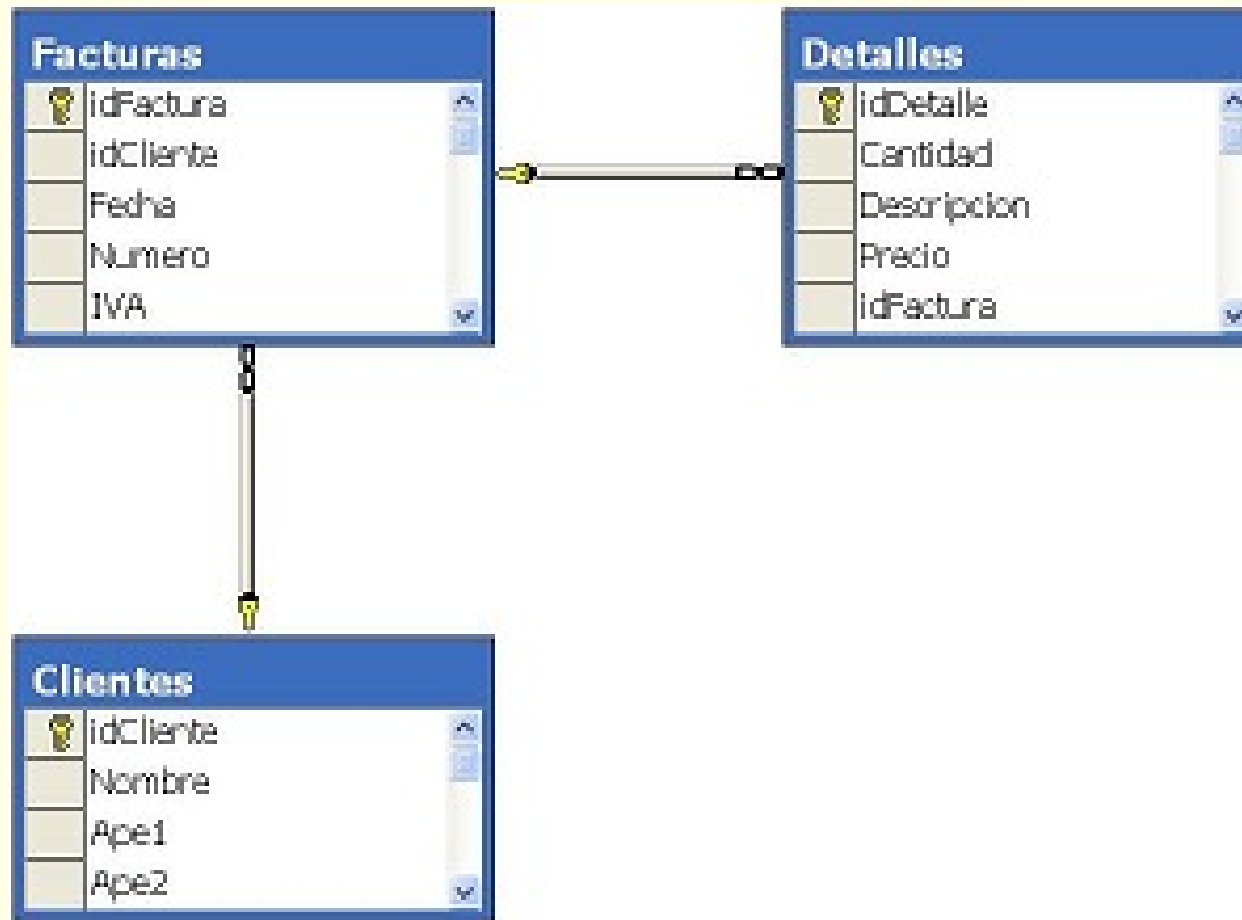 Facturas
idFactura
idCliente
Fecha
Numero
IVA
Detalles
idDetalle
Cantidad
Descripcion
Precio
idFactura
Clientes
idCliente
Nombre
Ape1
Ape2